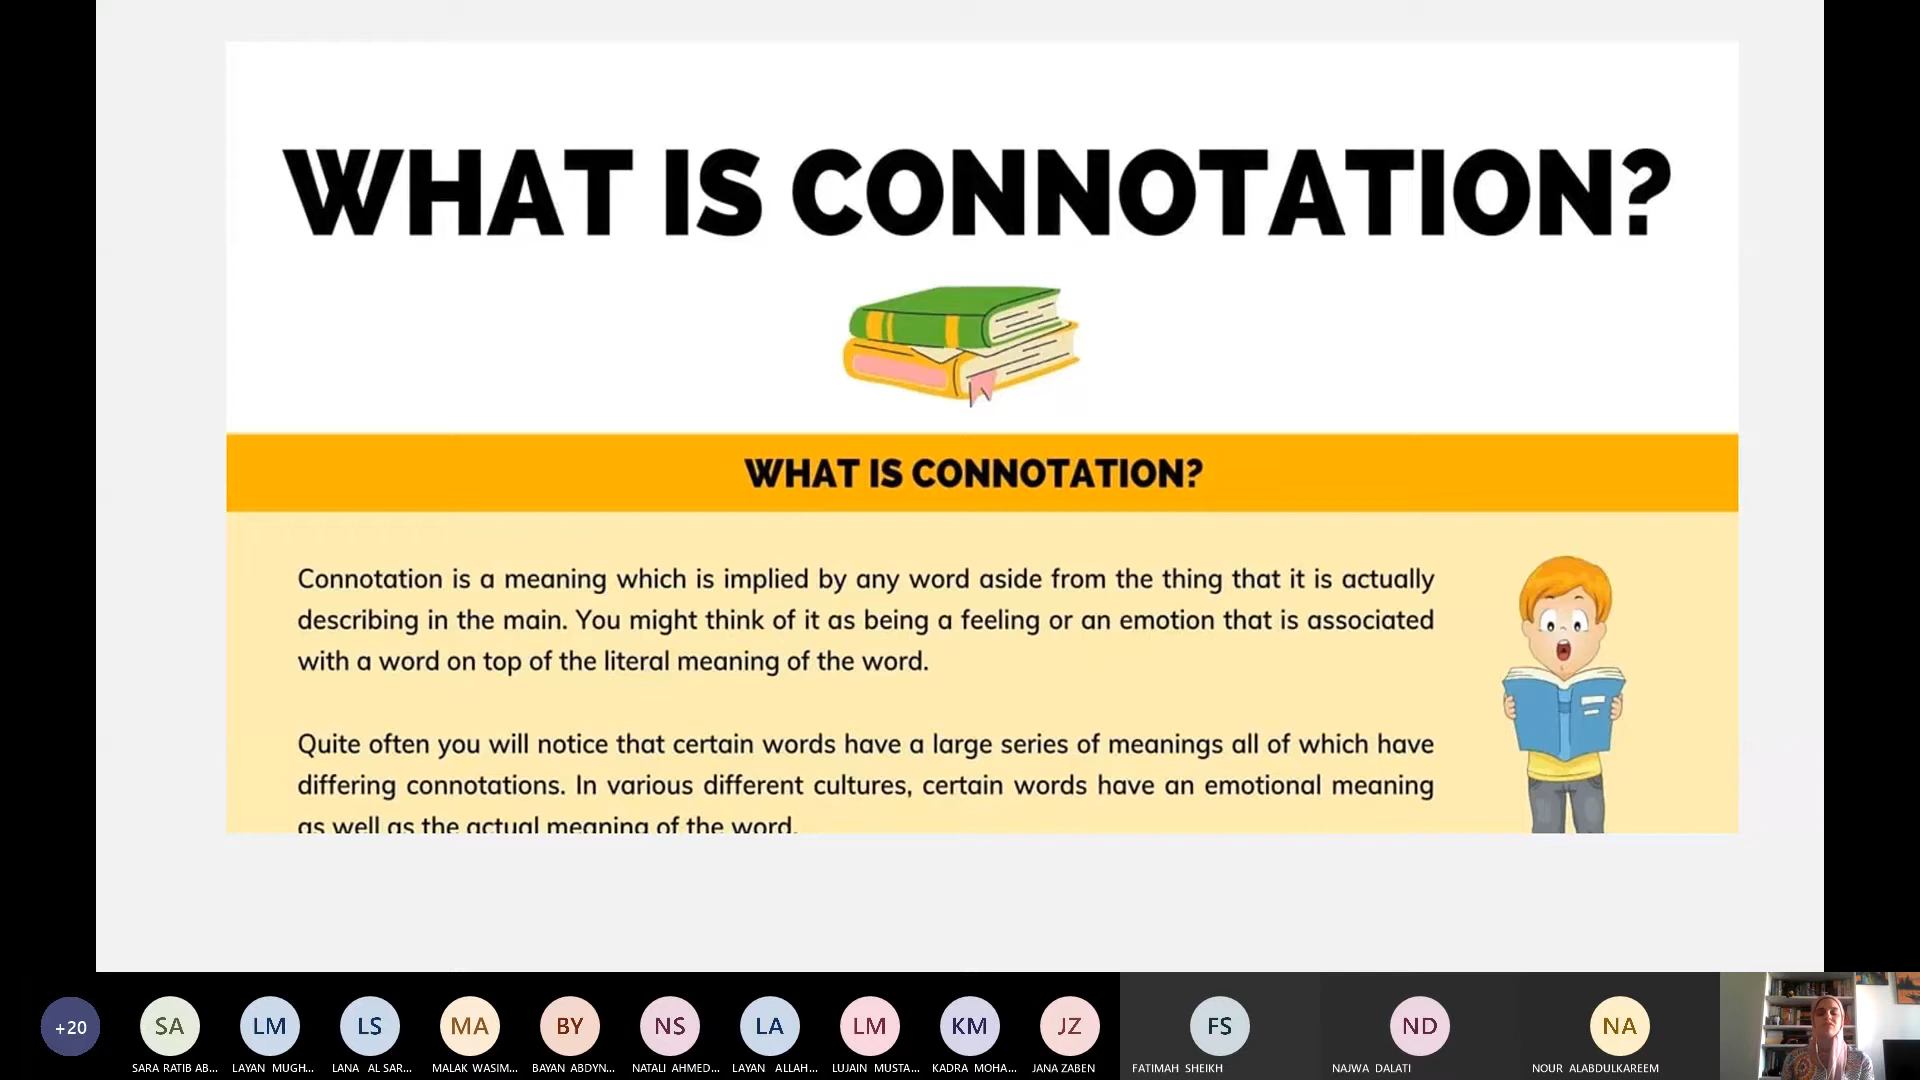 WHAT IS CONNOTATION?
WHAT IS CONNOTATION?
Connotation is a meaning which is implied by any word aside from the thing that it is actually
describing in the main. You might think of it as being a feeling or an emotion that is associated
with a word on top of the literal meaning of the word.
Quite often you will notice that certain words have a large series of meanings all of which have
differing connotations. In various different cultures, certain words have an emotional meaning
as well as the actual meaning of the word.
+20 SA LM LS MA BY NS LA LM KM JZ FS ND NA
SARA RATIB AB... LAYAN MUGH... LANA AL SAR... MALAK WASIM... BAYAN ABDYN... NATALI AHMED... LAYAN ALLAH... LUJAIN MUSTA... KADRA MOHA... JANA ZABEN FATIMAH SHEIKH NAJWA DALATI NOUR ALABDULKAREEM